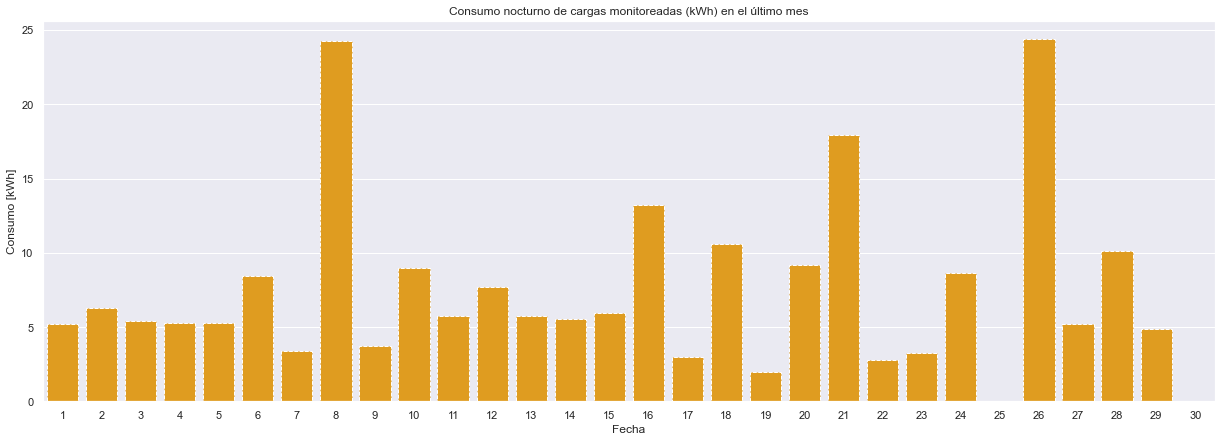 Consumo nocturno de cargas monitoreadas (kWh) en el último mes
25
20
15
10
5
0
Consumo [kWh]
1 2 3 4 5 6 7 8 9 10 11 12 13 14 15 16 17 18 19 20 21 22 23 24 25 26 27 28 29 30
Fecha